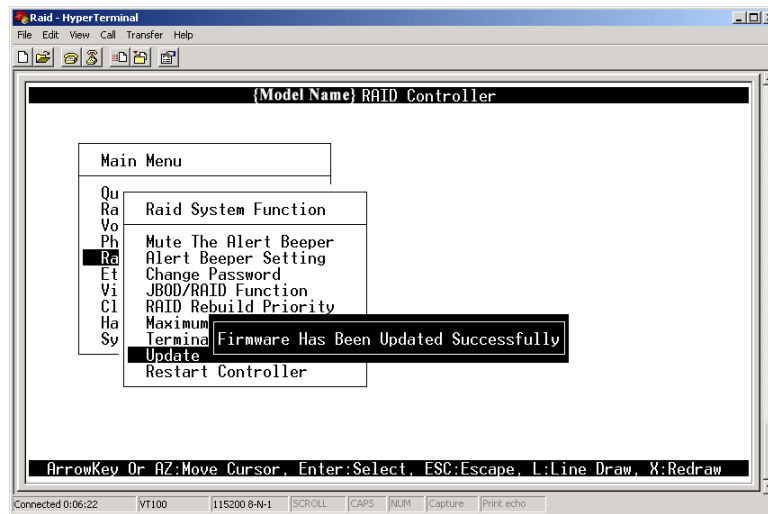 Raid - HyperTerminal
File Edit View Call Transfer Help
{Model Name} RAID Controller
Main Menu
Qu
Ra
Vo
Ph
Ra
Et
Vi
Cl
Ha
Sy
Raid System Function
Mute The Alert Beeper
Alert Beeper Setting
Change Password
JBOD/RAID Function
RAID Rebuild Priority
Maximum
Termina
Update
Restart Controller
Firmware Has Been Updated Successfully
ArrowKey Or AZ:Move Cursor, Enter:Select, ESC:Escape, L:Line Draw, X:Redraw
Connected 0:06:22 VT100 115200 8-N-1 SCROLL CAPS NUM Capture Print echo